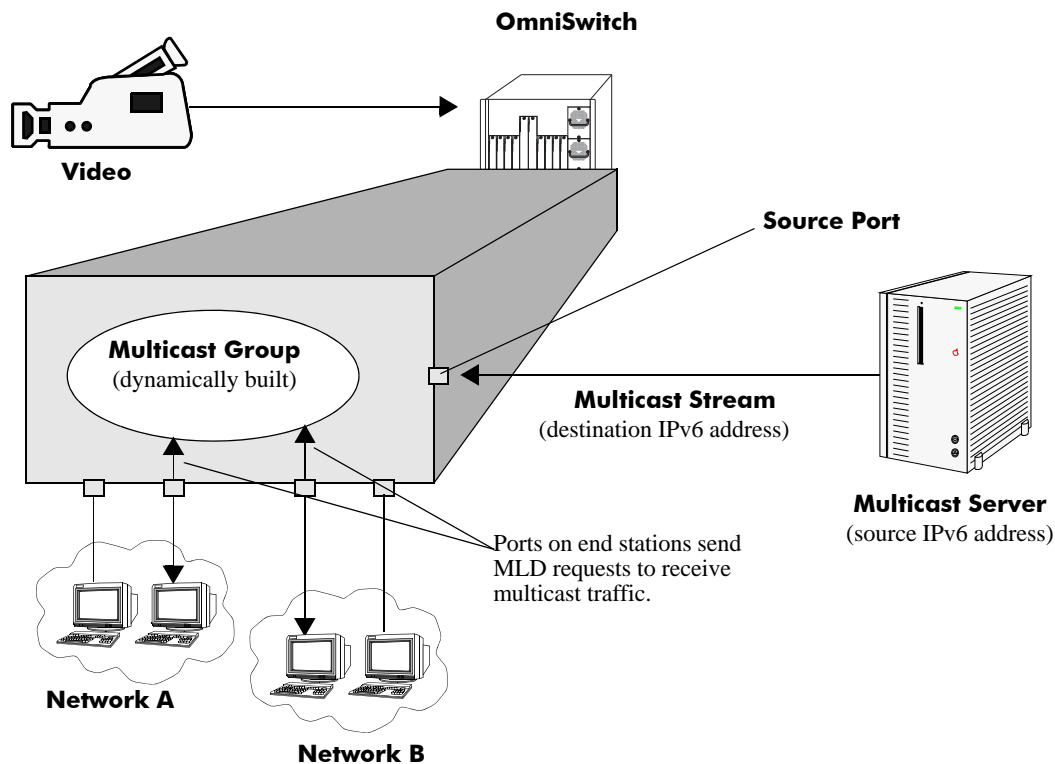 OmniSwitch
Video
Source Port
Multicast Group
(dynamically built)
Multicast Stream
(destination IPv6 address)
Multicast Server
(source IPv6 address)
Ports on end stations send
MLD requests to receive
multicast traffic.
Network A
Network B